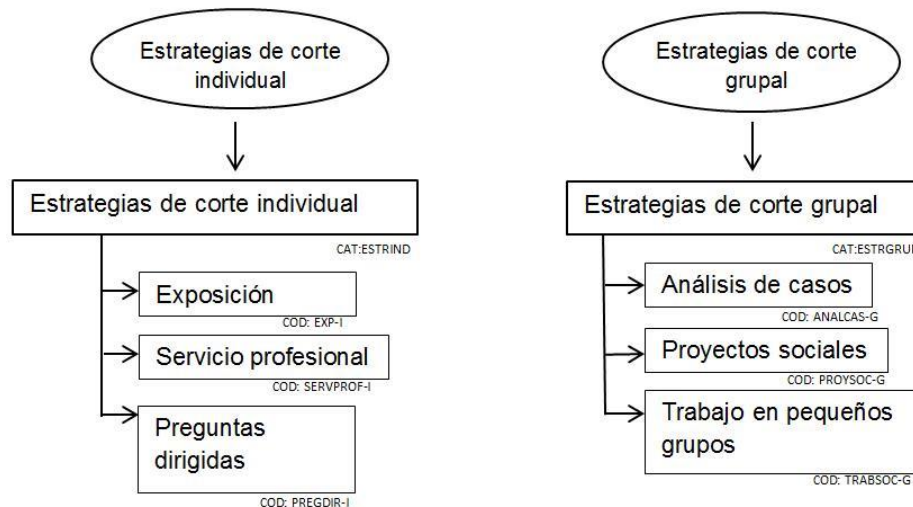 Estrategias de corte
individual
Estrategias de corte individual
CAT:ESTRIND
Exposición
COD: EXP-I
Servicio profesional
COD: SERVPROF-I
Preguntas
dirigidas
COD: PREGDIR-I
Estrategias de corte
grupal
Estrategias de corte grupal
CAT:ESTRGRUP
Análisis de casos
COD: ANALCAS-G
Proyectos sociales
COD: PROYSOC-G
Trabajo en pequeños
grupos
COD: TRABSOC-G